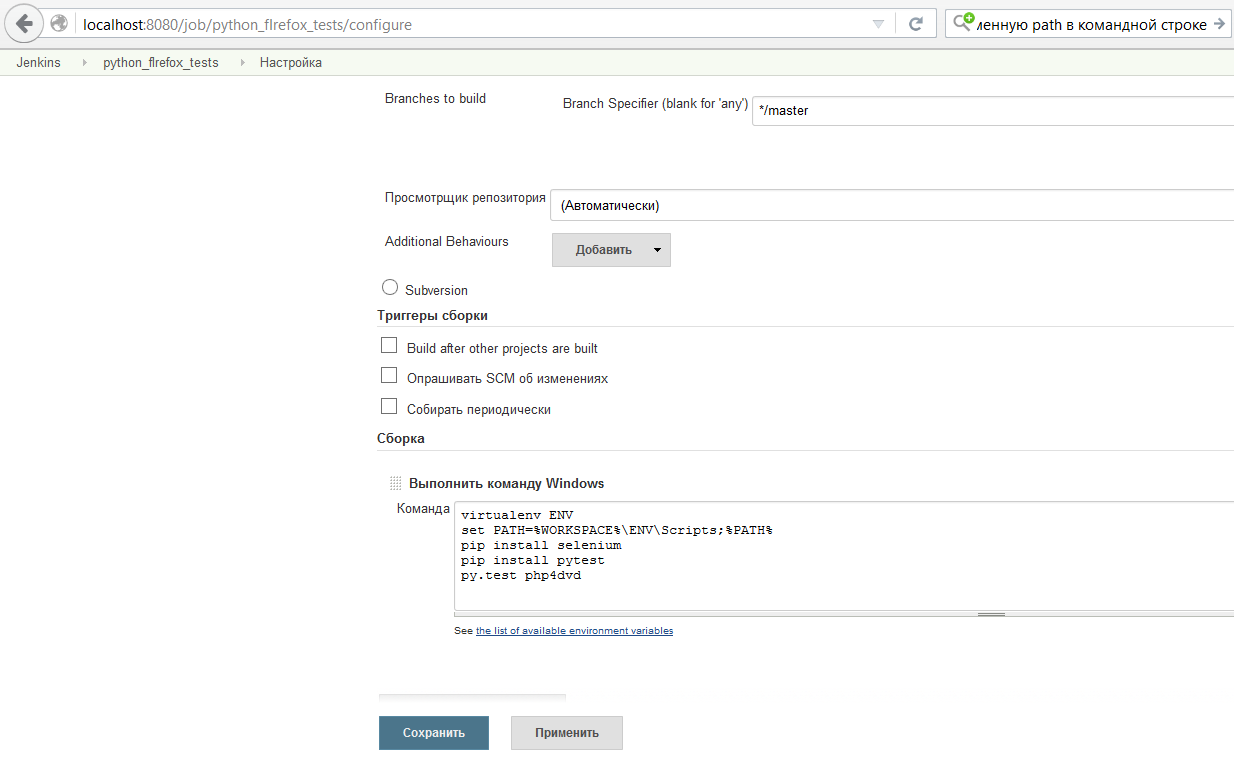 localhost:8080/job/python_flrefox_tests/configure
менную path в командной строке
Jenkins python_flrefox_tests Настройка
Branches to build
Branch Specifier (blank for 'any')
*/master
Просмотрщик репозитория
(Автоматически)
Additional Behaviours
Добавить
Subversion
Триггеры сборки
Build after other projects are built
Опрашивать SCM об изменениях
Собирать периодически
Сборка
Выполнить команду Windows
Команда
virtualenv ENV
set PATH=%WORKSPACE%\ENV\Scripts;%PATH%
pip install selenium
pip install pytest
py.test php4dvd
See the list of available environment variables
Сохранить
Применить